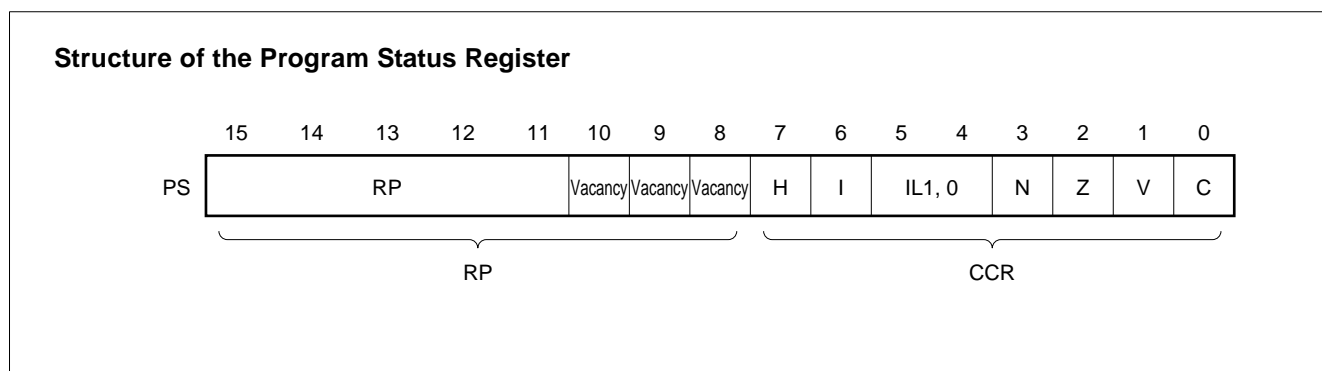 Structure of the Program Status Register
15 14 13 12 11 10 9 8 7 6 5 4 3 2 1 0
PS RP Vacancy Vacancy Vacancy H I IL1, 0 N Z V C
RP CCR